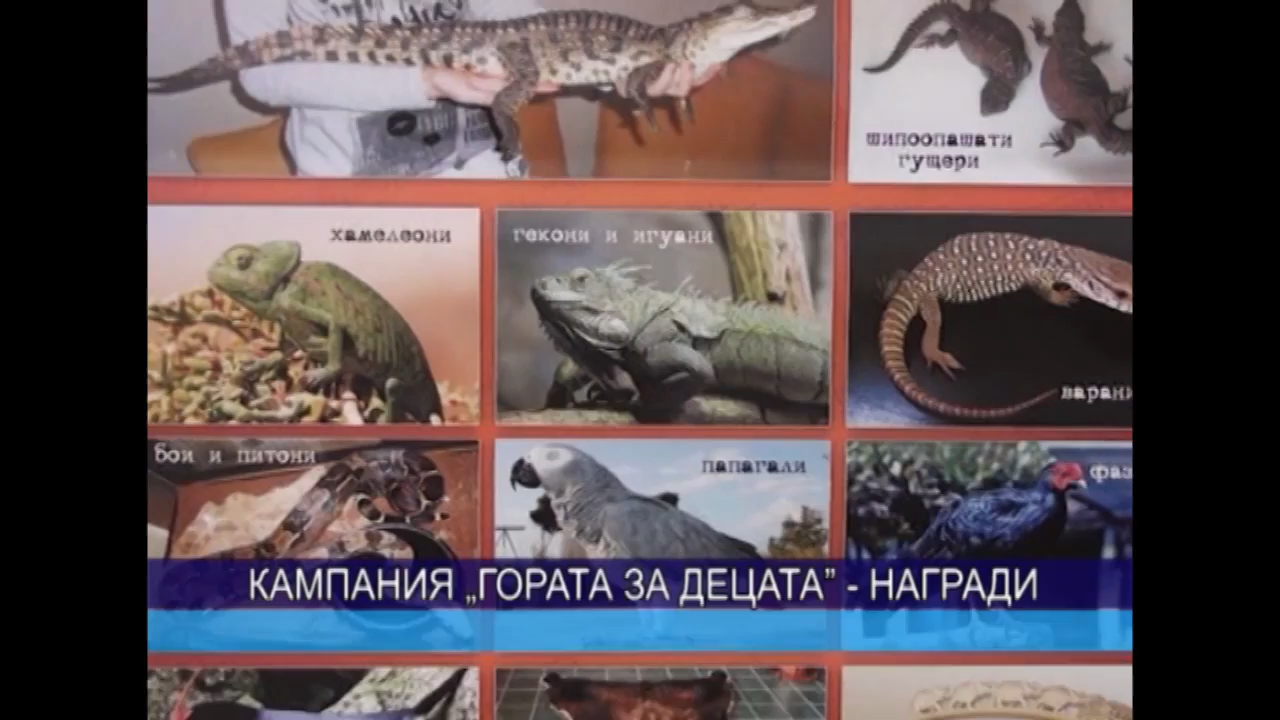 шипоопашати
гущери
хамелеони
гекони и игуани
варани
бои и питони
папагали
КАМПАНИЯ „ГОРАТА ЗА ДЕЦАТА” - НАГРАДИ